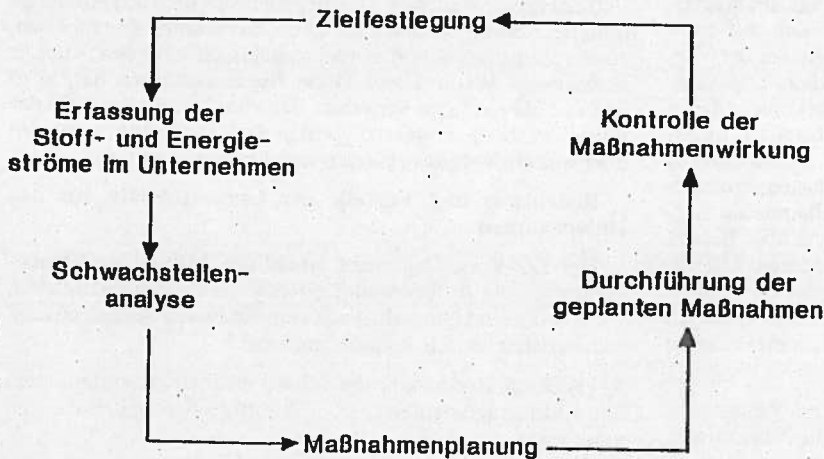 Zielfestlegung
Erfassung der
Stoff- und Energie-
ströme im Unternehmen
Schwachstellen-
analyse
Maßnahmenplanung
Durchführung der
geplanten Maßnahmen
Kontrolle der
Maßnahmenwirkung